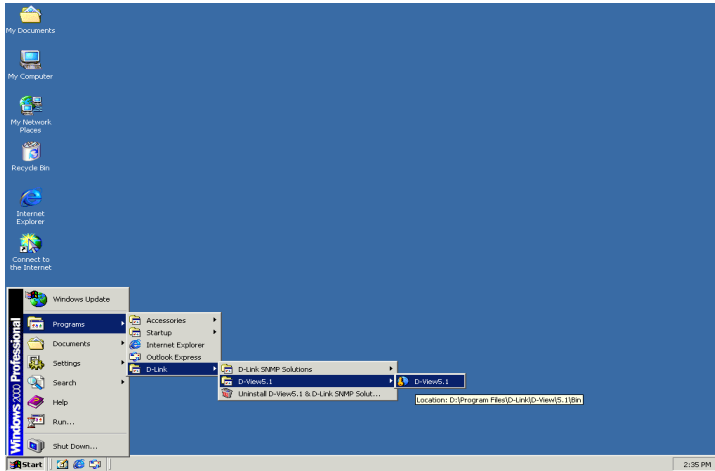 My Documents
My Computer
My Network
Places
Recycle Bin
Internet
Explorer
Connect to
the Internet
Windows 2000 Professional
Windows Update
Programs
Documents
Settings
Search
Help
Run...
Shut Down...
Accessories
Startup
Internet Explorer
Outlook Express
D-Link
D-Link SNMP Solutions
D-View5.1
Uninstall D-View5.1 & D-Link SNMP Solut...
D-View5.1
Location: D:\Program Files\D-Link\D-View\5.1\Bin
Start
2:35 PM